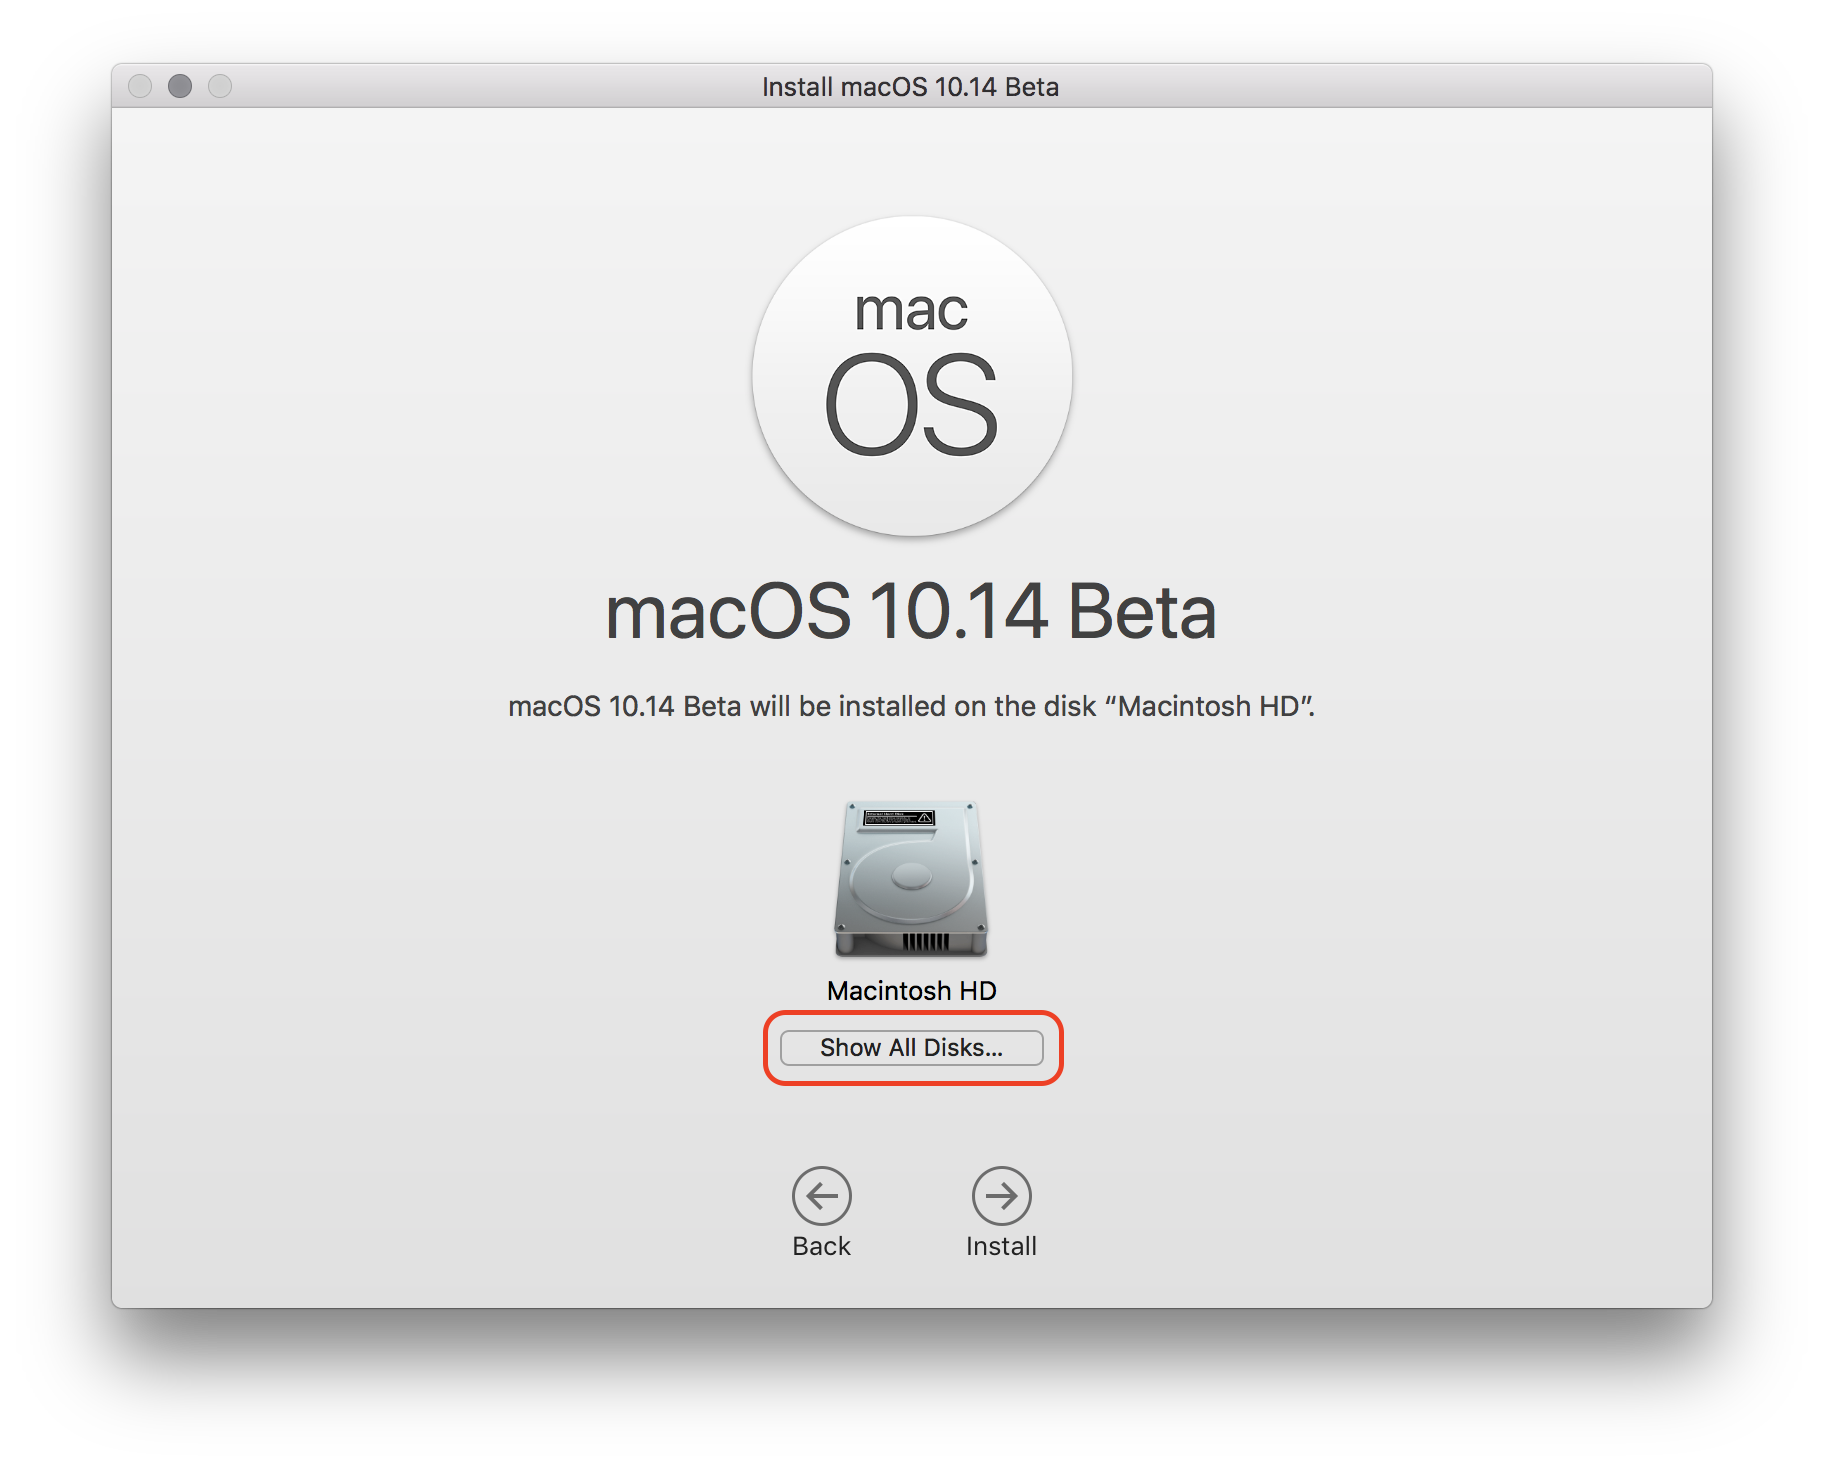 Install macOS 10.14 Beta
mac
OS
macOS 10.14 Beta
macOS 10.14 Beta will be installed on the disk “Macintosh HD”.
Macintosh HD
Show All Disks...
Back
Install